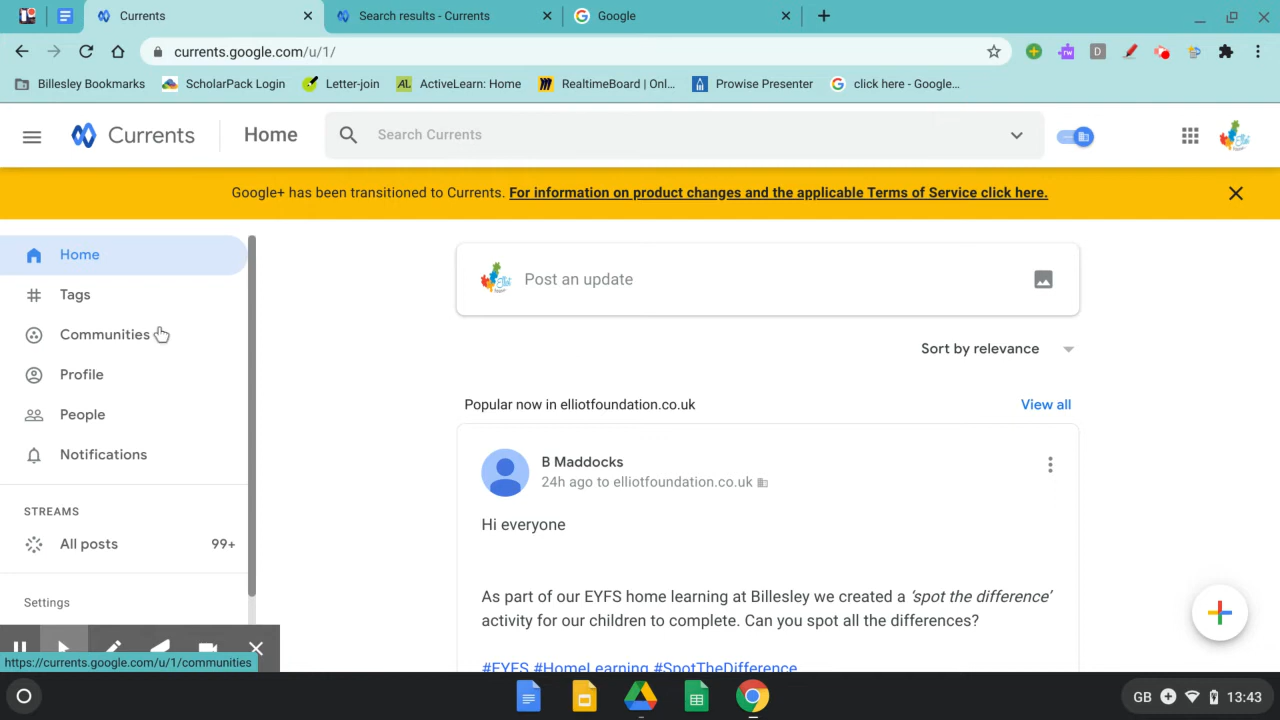 Currents
Search results - Currents
Google
currents.google.com/u/1/
Billesley Bookmarks
ScholarPack Login
Letter-join
AL ActiveLearn: Home
RealtimeBoard | Onl...
Prowise Presenter
click here - Google...
Currents
Home
Search Currents
Google+ has been transitioned to Currents. For information on product changes and the applicable Terms of Service click here.
Home
Tags
Communities
Profile
People
Notifications
STREAMS
All posts 99+
Settings
Post an update
Sort by relevance
Popular now in elliotfoundation.co.uk
View all
B Maddocks
24h ago to elliotfoundation.co.uk
Hi everyone
As part of our EYFS home learning at Billesley we created a 'spot the difference'
activity for our children to complete. Can you spot all the differences?
#EYFS #HomeLearning #SpotTheDifference
https://currents.google.com/u/1/communities
GB 13:43